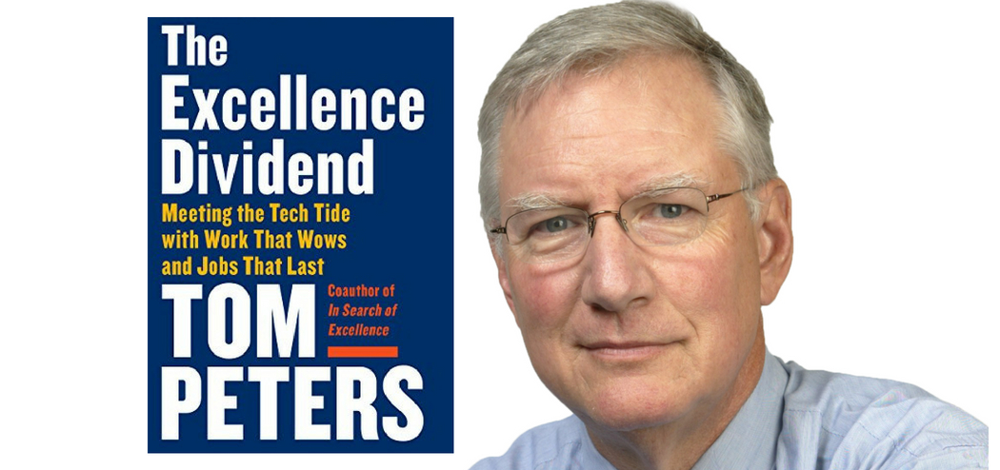 The
Excellence
Dividend
Meeting the Tech Tide
with Work That Wows
and Jobs That Last
TOM
Coauthor of
In Search of
Excellence
PETERS